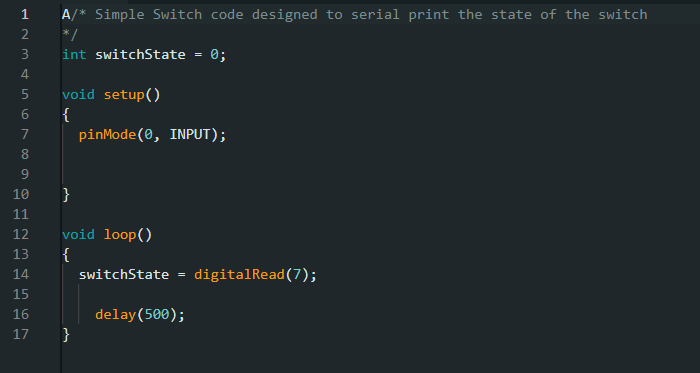 1 A/* Simple Switch code designed to serial print the state of the switch
2 */
3 int switchState = 0;
4
5 void setup()
6 {
7   pinMode(0, INPUT);
8
9
10 }
11
12 void loop()
13 {
14   switchState = digitalRead(7);
15
16     delay(500);
17 }